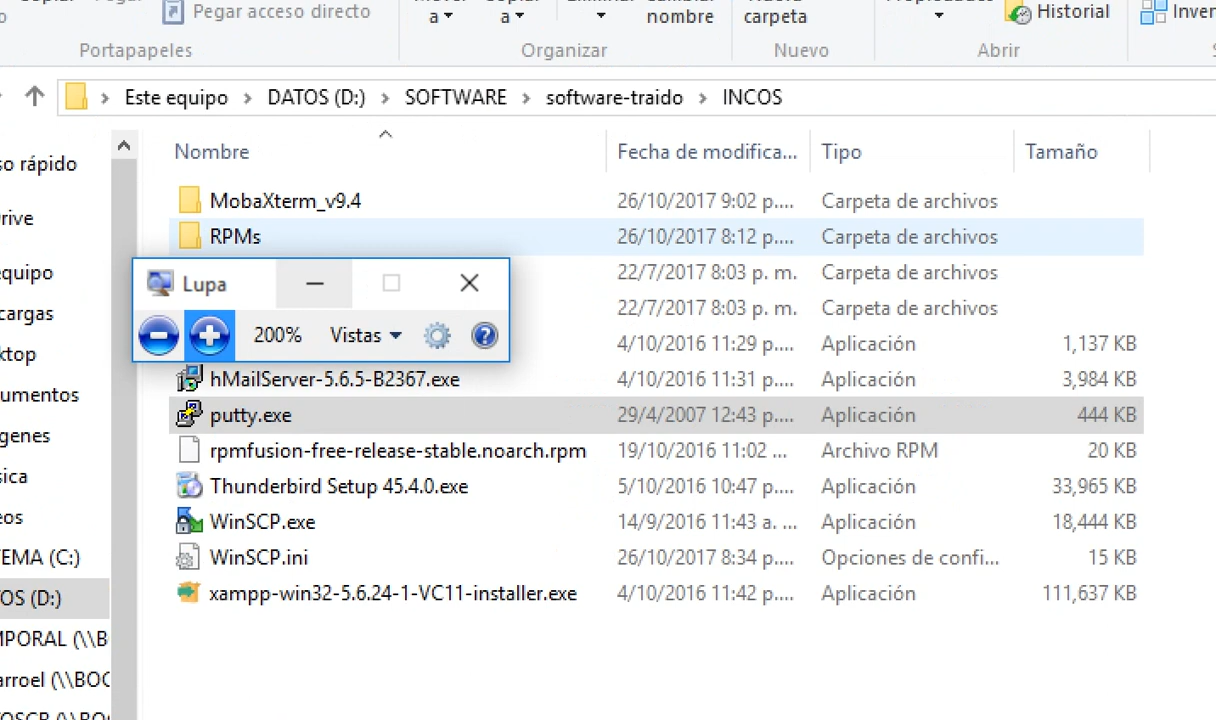 Pegar acceso directo
a
a
nombre
carpeta
Historial
Portapapeles
Organizar
Nuevo
Abrir
Este equipo > DATOS (D:) > SOFTWARE > software-traido > INCOS
Nombre Fecha de modifica... Tipo Tamaño
MobaXterm_v9.4 26/10/2017 9:02 p.... Carpeta de archivos
RPMs 26/10/2017 8:12 p.... Carpeta de archivos
22/7/2017 8:03 p. m. Carpeta de archivos
22/7/2017 8:03 p. m. Carpeta de archivos
4/10/2016 11:29 p.... Aplicación 1,137 KB
hMailServer-5.6.5-B2367.exe 4/10/2016 11:31 p.... Aplicación 3,984 KB
putty.exe 29/4/2007 12:43 p.... Aplicación 444 KB
rpmfusion-free-release-stable.noarch.rpm 19/10/2016 11:02 ... Archivo RPM 20 KB
Thunderbird Setup 45.4.0.exe 5/10/2016 10:47 p.... Aplicación 33,965 KB
WinSCP.exe 14/9/2016 11:43 a. ... Aplicación 18,444 KB
WinSCP.ini 26/10/2017 8:34 p.... Opciones de confi... 15 KB
xampp-win32-5.6.24-1-VC11-installer.exe 4/10/2016 11:42 p.... Aplicación 111,637 KB
Lupa
200% Vistas
so rápido
rive
equipo
cargas
ktop
umentos
genes
sica
eos
TEMA (C:)
OS (D:)
MPORAL (\\B
arroel (\\BOC